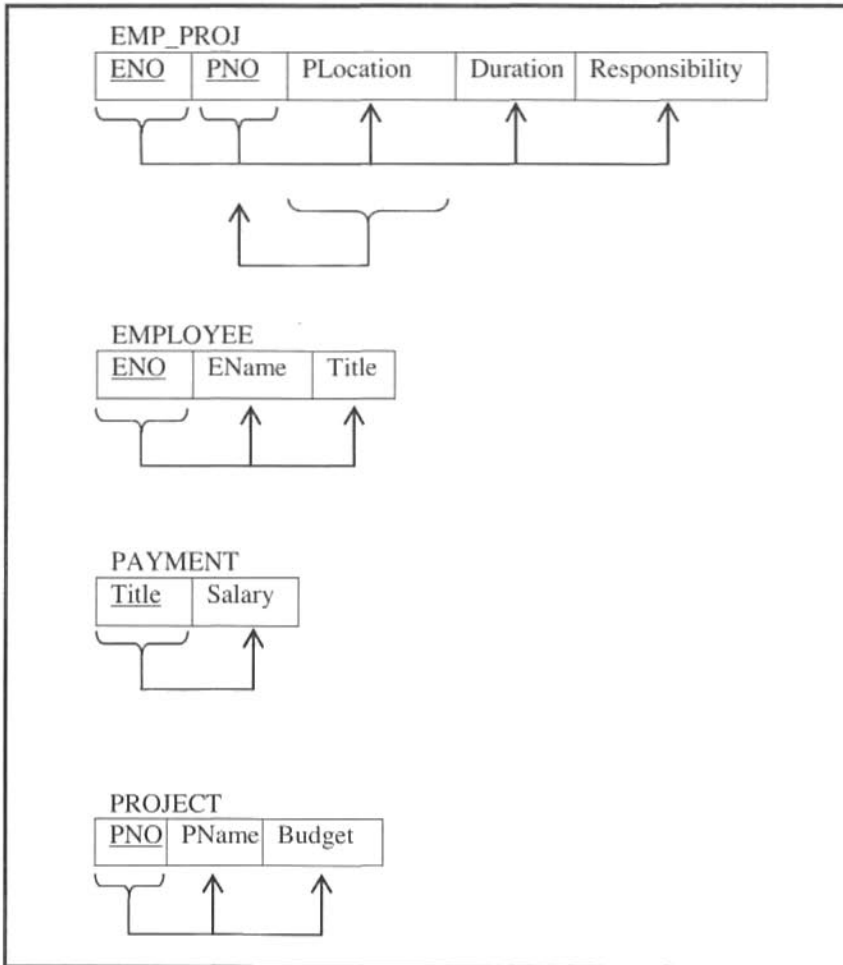 EMP_PROJ
ENO PNO PLocation Duration Responsibility
EMPLOYEE
ENO EName Title
PAYMENT
Title Salary
PROJECT
PNO PName Budget